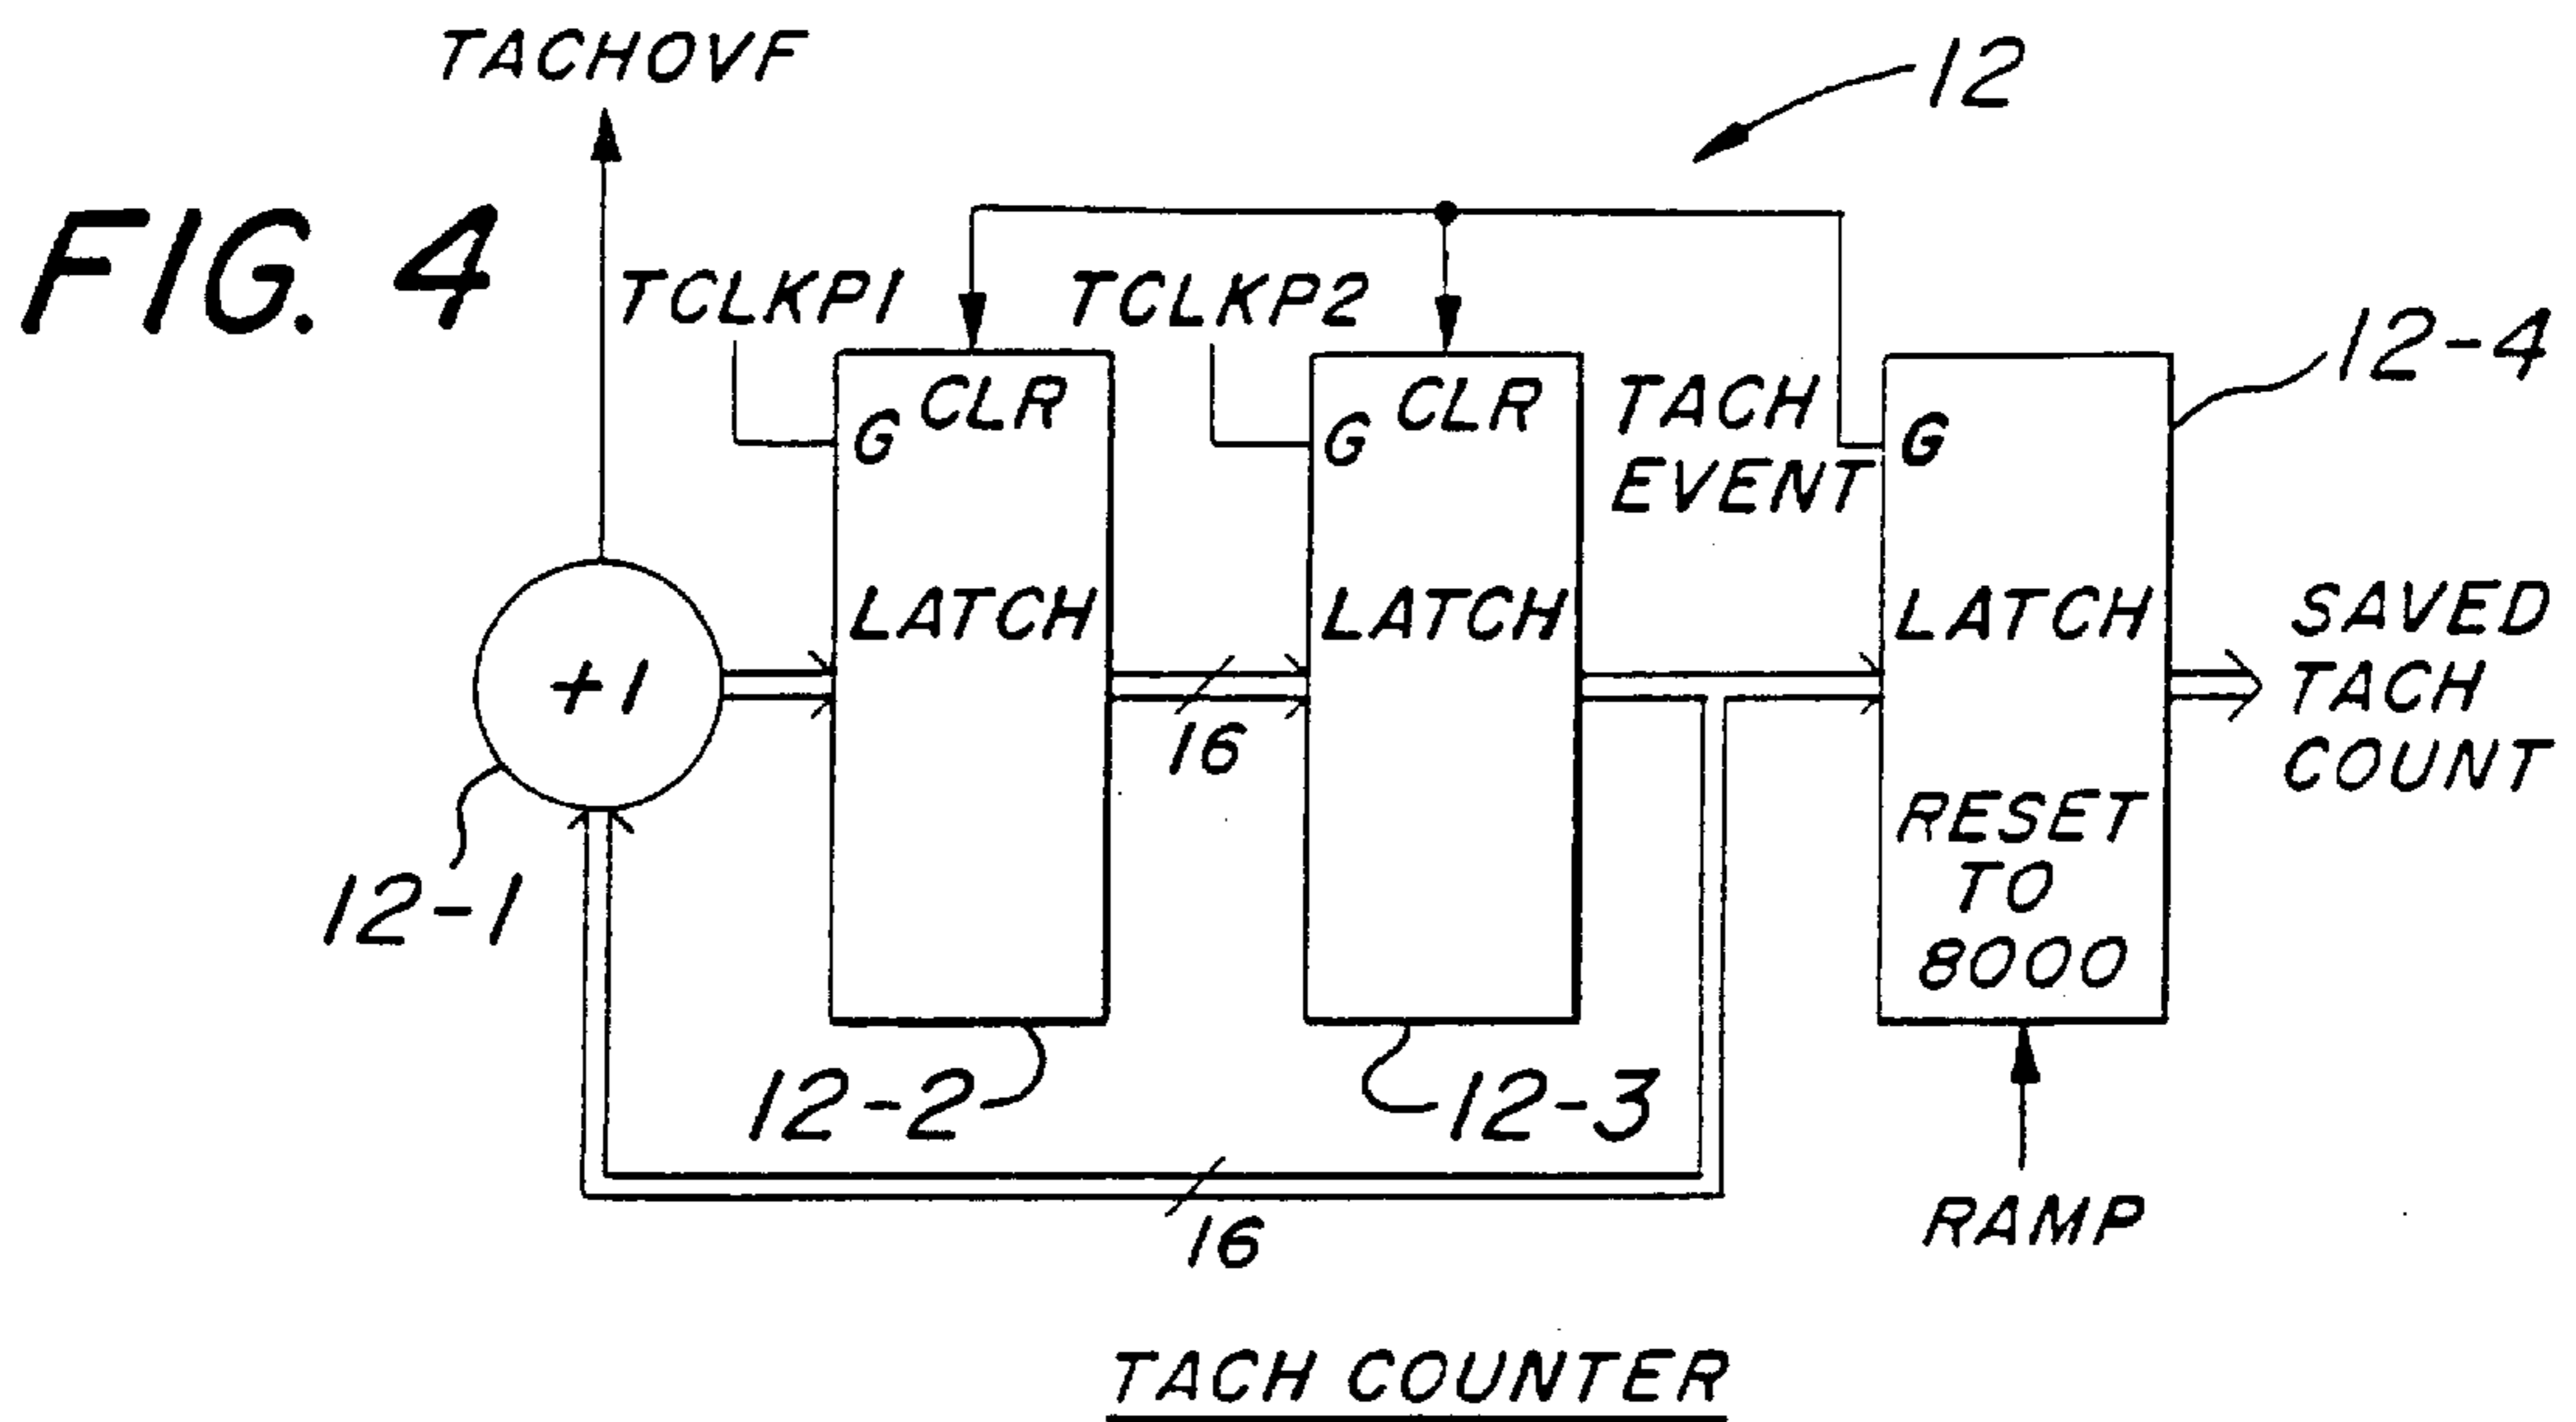 TACHOVF
12
FIG. 4
TCLKP1
TCLKP2
12-4
CLR
G
CLR
G
TACH
EVENT
G
LATCH
LATCH
LATCH
+1
16
SAVED
TACH
COUNT
RESET
TO
8000
12-1
12-2
12-3
16
RAMP
TACH COUNTER